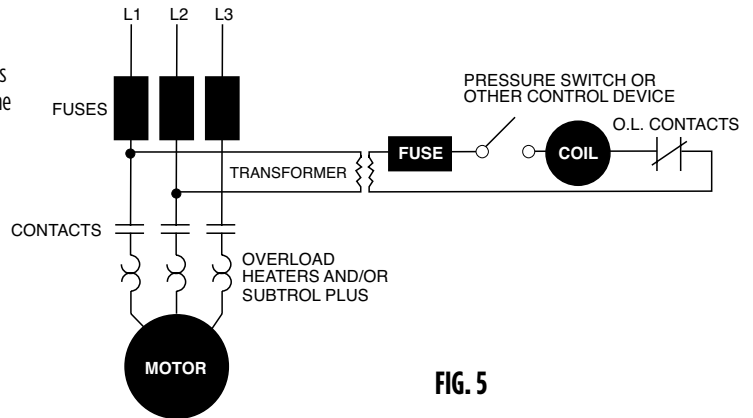 L1 L2 L3
s
ne
FUSES
PRESSURE SWITCH OR
OTHER CONTROL DEVICE
O.L. CONTACTS
FUSE
COIL
TRANSFORMER
CONTACTS
OVERLOAD
HEATERS AND/OR
SUBTROL PLUS
MOTOR
FIG. 5